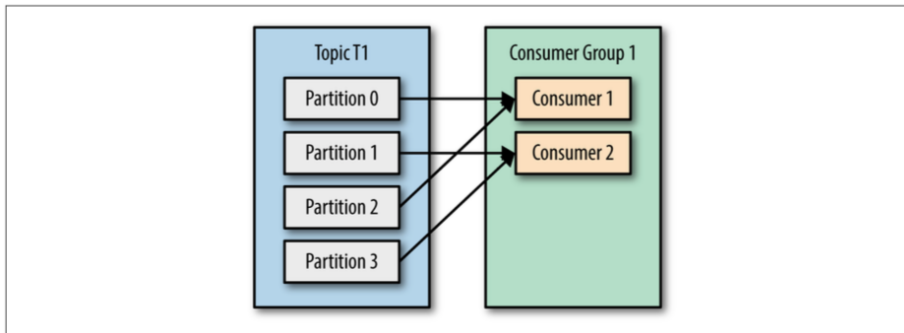 Topic T1
Partition 0
Partition 1
Partition 2
Partition 3
Consumer Group 1
Consumer 1
Consumer 2